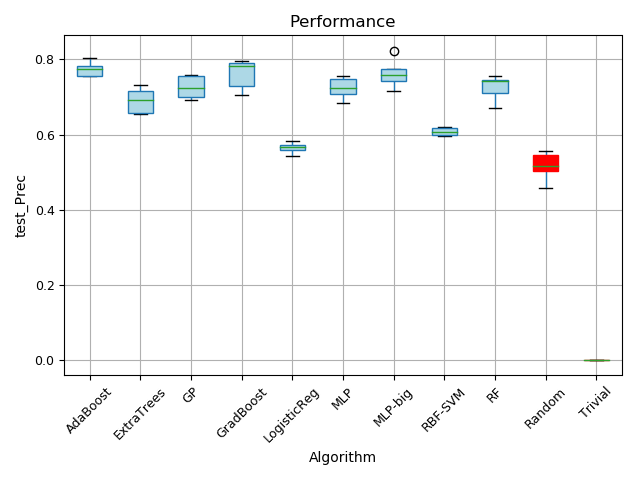 Performance
test_Prec
0.8
0.6
0.4
0.2
0.0
AdaBoost
ExtraTrees
GP
GradBoost
LogisticReg
MLP
MLP-big
RBF-SVM
RF
Random
Trivial
Algorithm